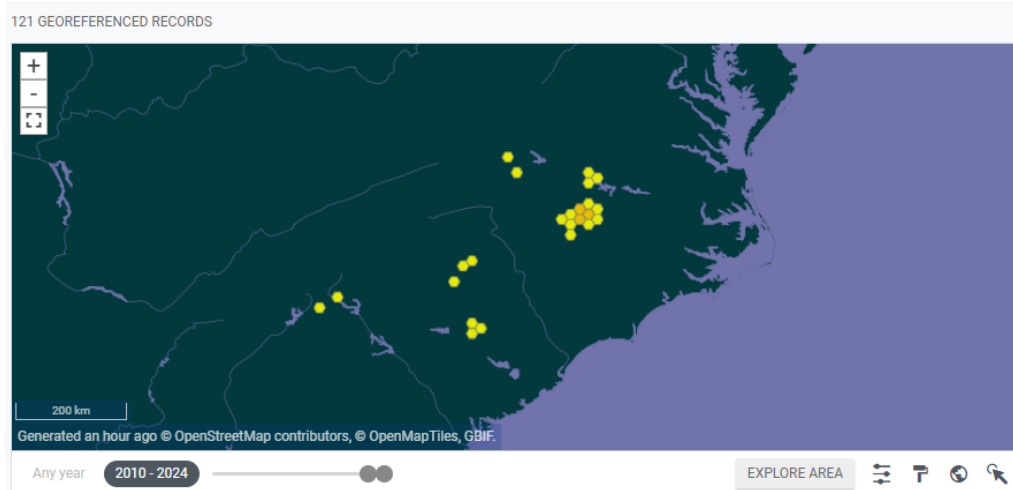 121 GEOREFERENCED RECORDS
+
-
200 km
Generated an hour ago © OpenStreetMap contributors, © OpenMapTiles, GBIF.
Any year 2010 - 2024 EXPLORE AREA